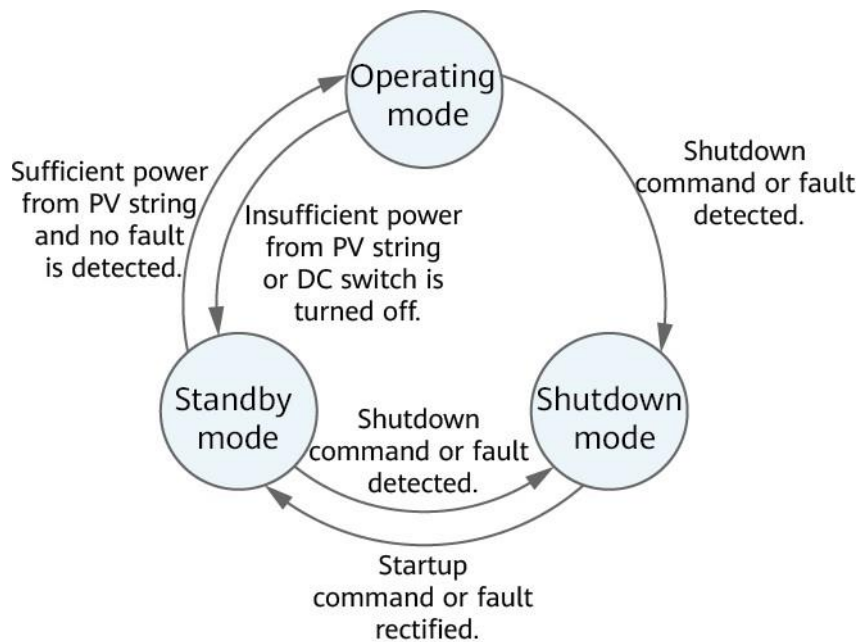 Operating
mode
Shutdown
command or fault
detected.
Sufficient power
from PV string
and no fault
is detected.
Insufficient power
from PV string
or DC switch is
turned off.
Standby
mode
Shutdown
command or fault
detected.
Shutdown
mode
Startup
command or fault
rectified.